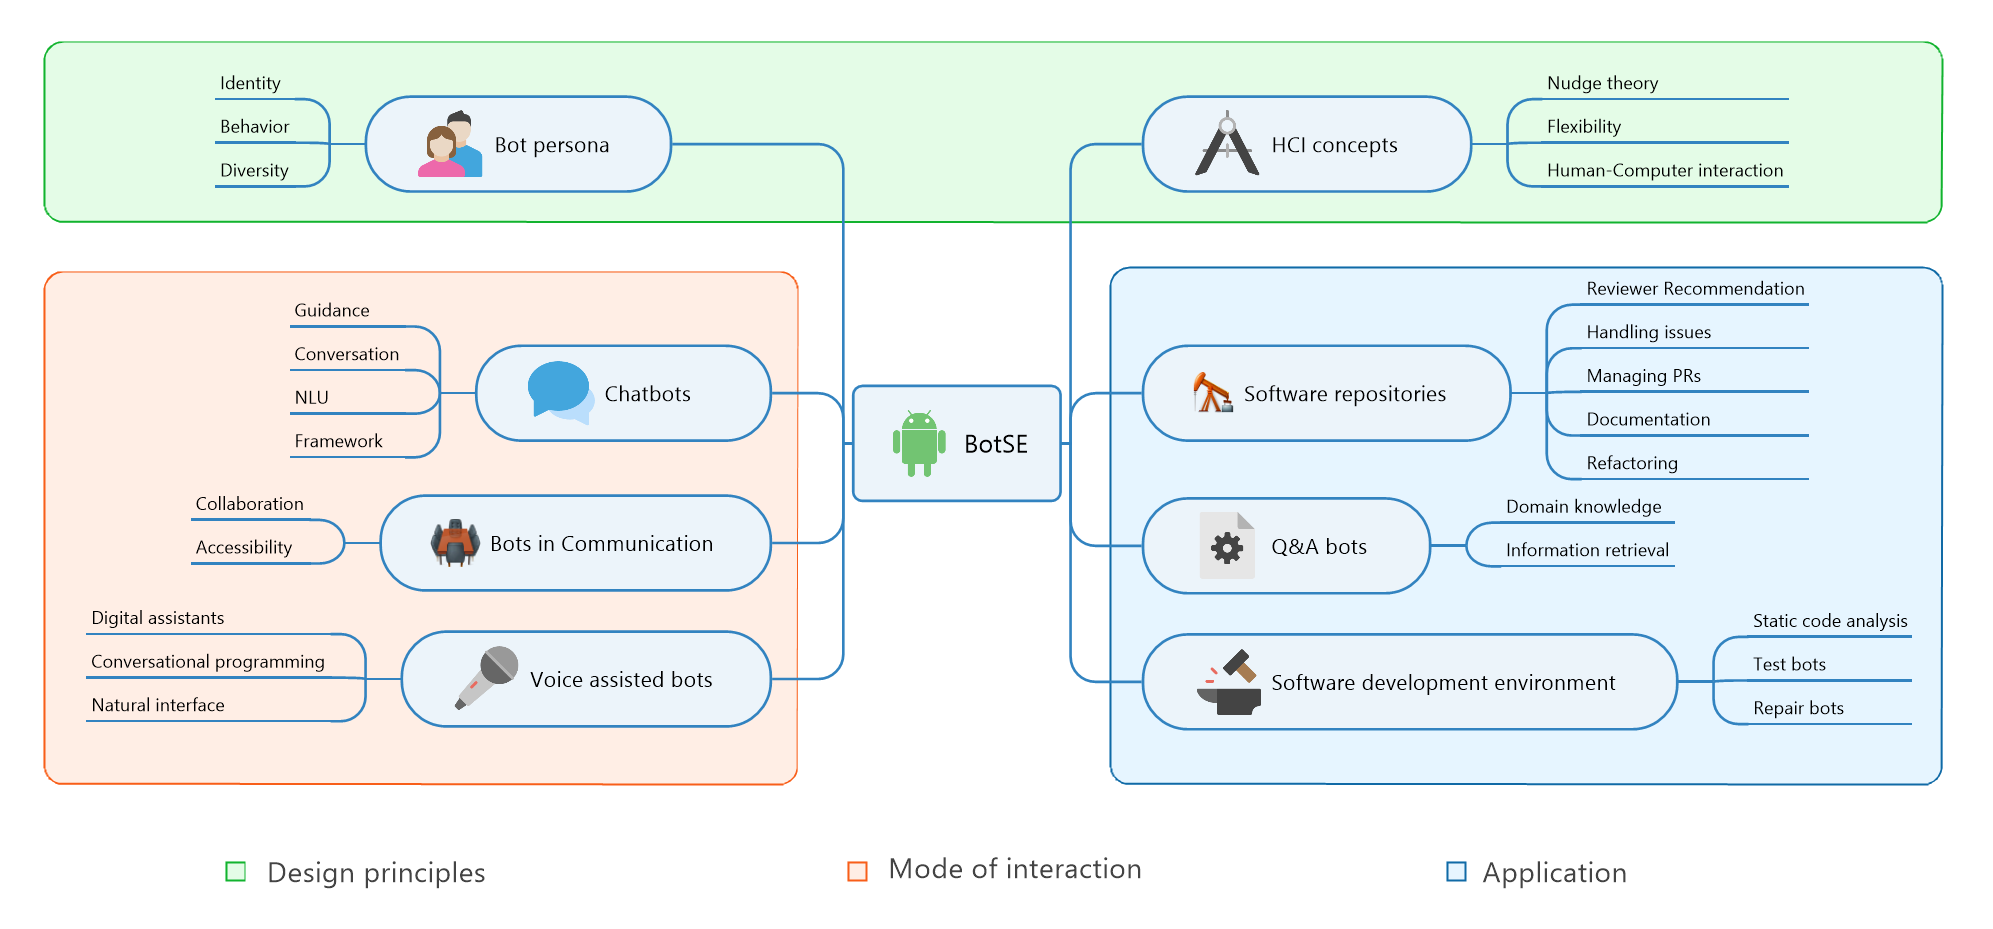 Identity
Behavior
Diversity
Bot persona
HCI concepts
Nudge theory
Flexibility
Human-Computer interaction
Guidance
Conversation
NLU
Framework
Chatbots
Collaboration
Accessibility
Bots in Communication
Digital assistants
Conversational programming
Natural interface
Voice assisted bots
BotSE
Software repositories
Reviewer Recommendation
Handling issues
Managing PRs
Documentation
Refactoring
Q&A bots
Domain knowledge
Information retrieval
Software development environment
Static code analysis
Test bots
Repair bots
Design principles
Mode of interaction
Application